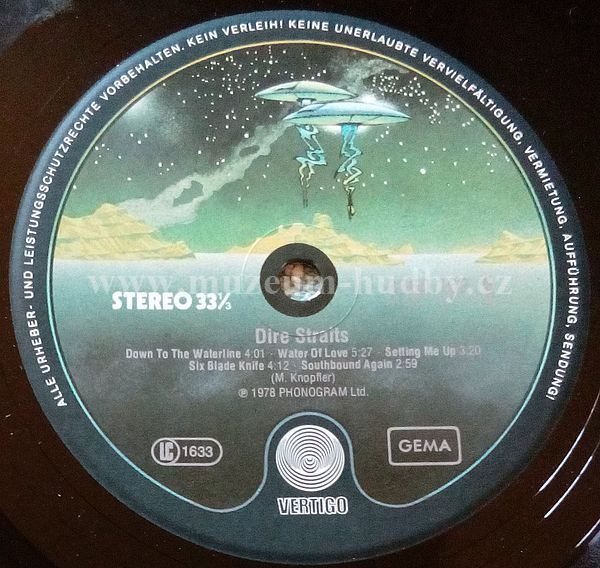 ALLE URHEBER- UND LEISTUNGSSCHUTZRECHTE VORBEHALTEN. KEIN VERLEIH! KEINE UNERLAUBTE VERVIELFÄLTIGUNG, VERMIETUNG, AUFFÜHRUNG, SENDUNG!
www.muzeum-hudby.cz
STEREO 33⅓
Dire Straits
Down To The Waterline 4:01 · Water Of Love 5:27 · Setting Me Up 3:20
Six Blade Knife 4:12 · Southbound Again 2:59
(M. Knopfler)
℗ 1978 PHONOGRAM Ltd.
LC 1633
GEMA
VERTIGO